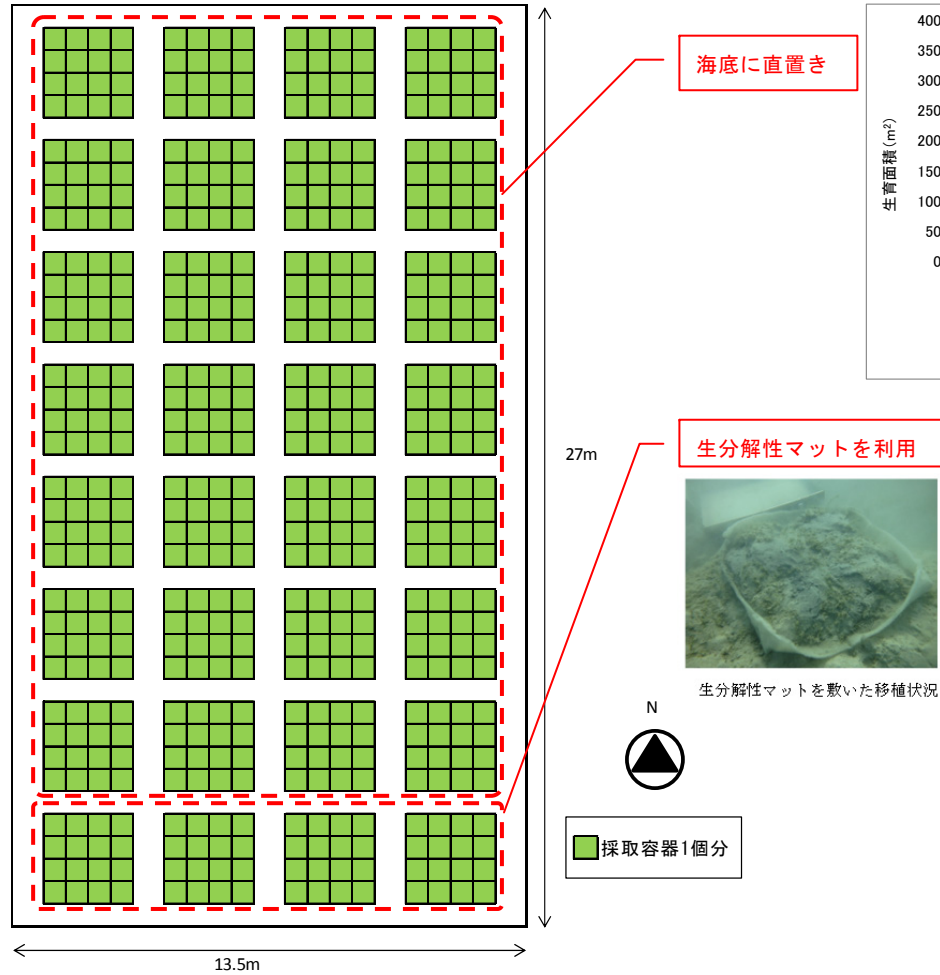 海底に直置き
400
350
300
250
200
150
100
50
0
生育面積(m²)
27m
生分解性マットを利用
生分解性マットを敷いた移植状況
N
採取容器1個分
13.5m